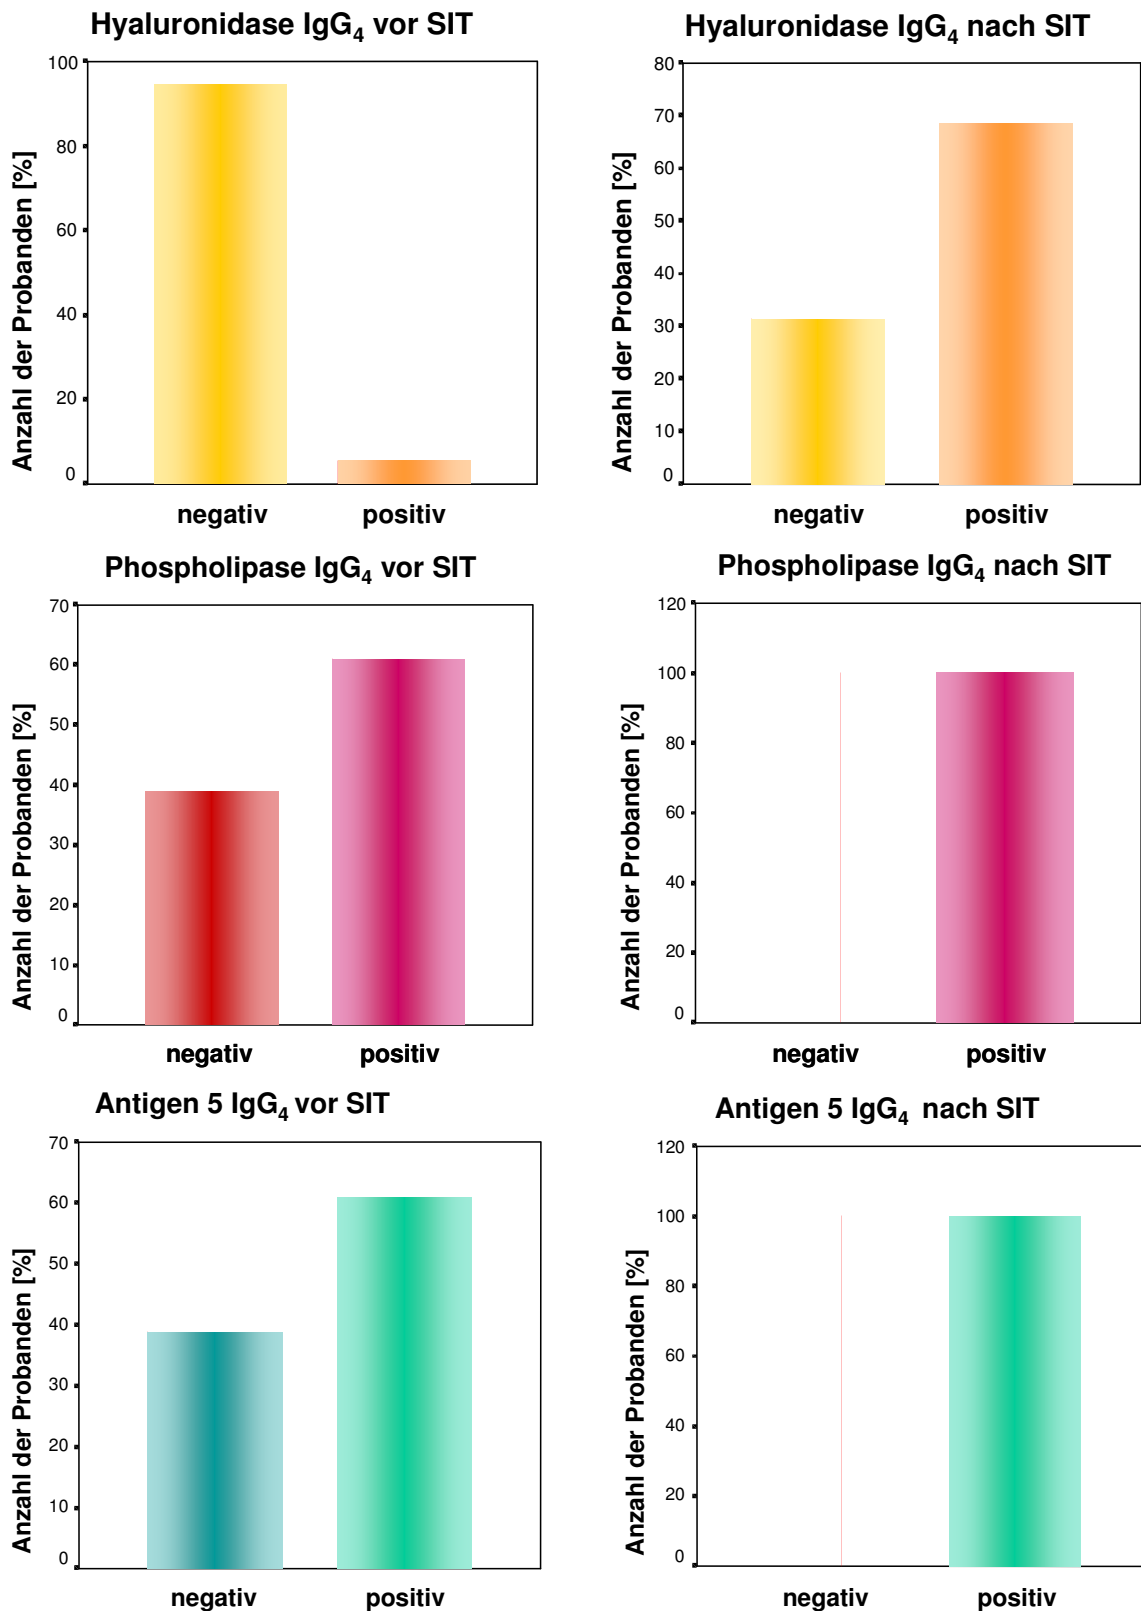 Hyaluronidase IgG₄ vor SIT
Anzahl der Probanden [%]
100
80
60
40
20
0
negativ positiv
Hyaluronidase IgG₄ nach SIT
Anzahl der Probanden [%]
80
70
60
50
40
30
20
10
0
negativ positiv
Phospholipase IgG₄ vor SIT
Anzahl der Probanden [%]
70
60
50
40
30
20
10
0
negativ positiv
Phospholipase IgG₄ nach SIT
Anzahl der Probanden [%]
120
100
80
60
40
20
0
negativ positiv
Antigen 5 IgG₄ vor SIT
Anzahl der Probanden [%]
70
60
50
40
30
20
10
0
negativ positiv
Antigen 5 IgG₄ nach SIT
Anzahl der Probanden [%]
120
100
80
60
40
20
0
negativ positiv